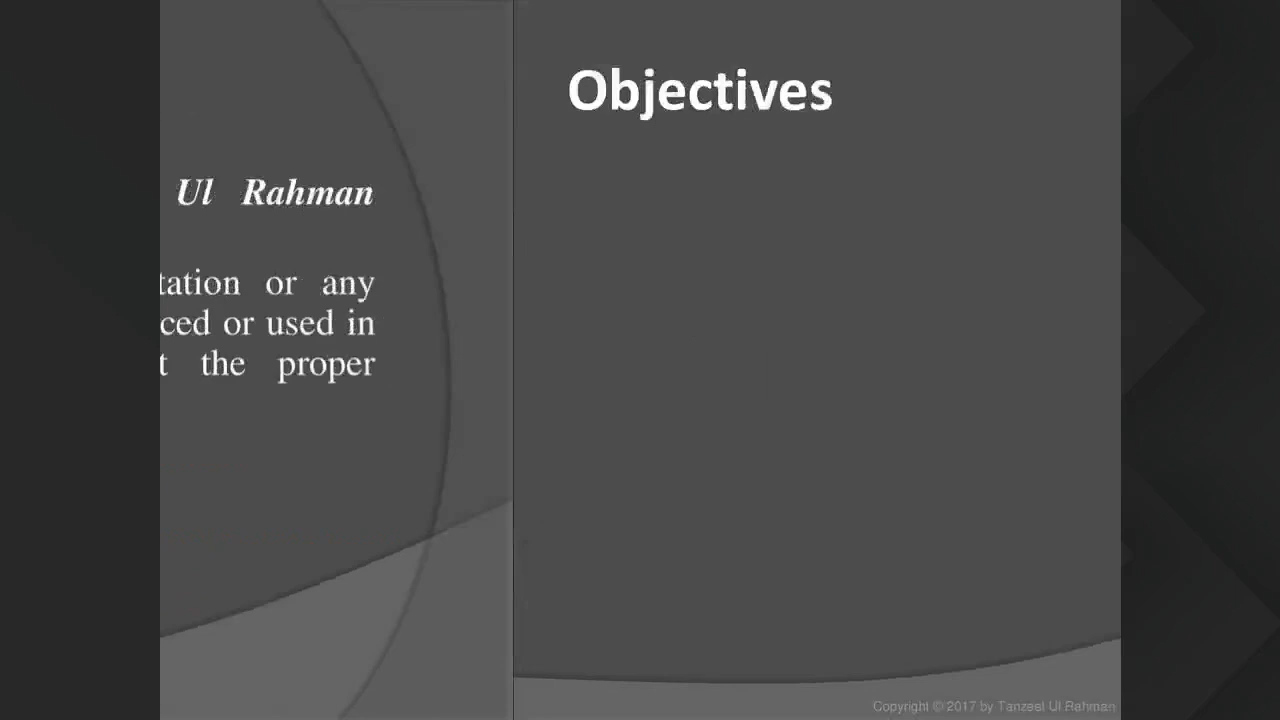 Ul Rahman
tation or any
ced or used in
t the proper
Objectives
Copyright © 2017 by Tanzeel Ul Rahman